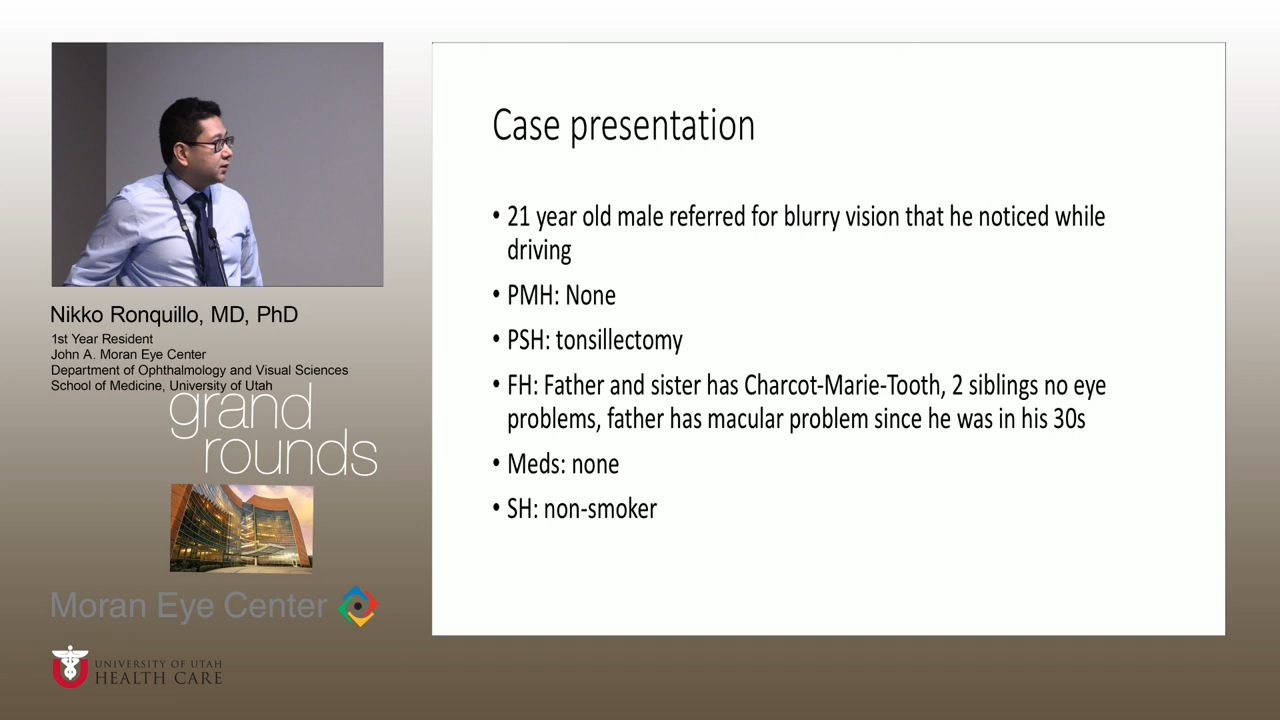 Case presentation
• 21 year old male referred for blurry vision that he noticed while
driving
• PMH: None
• PSH: tonsillectomy
• FH: Father and sister has Charcot-Marie-Tooth, 2 siblings no eye
problems, father has macular problem since he was in his 30s
• Meds: none
• SH: non-smoker
Nikko Ronquillo, MD, PhD
1st Year Resident
John A. Moran Eye Center
Department of Ophthalmology and Visual Sciences
School of Medicine, University of Utah
grand
rounds
Moran Eye Center
U
UNIVERSITY OF UTAH
HEALTH CARE